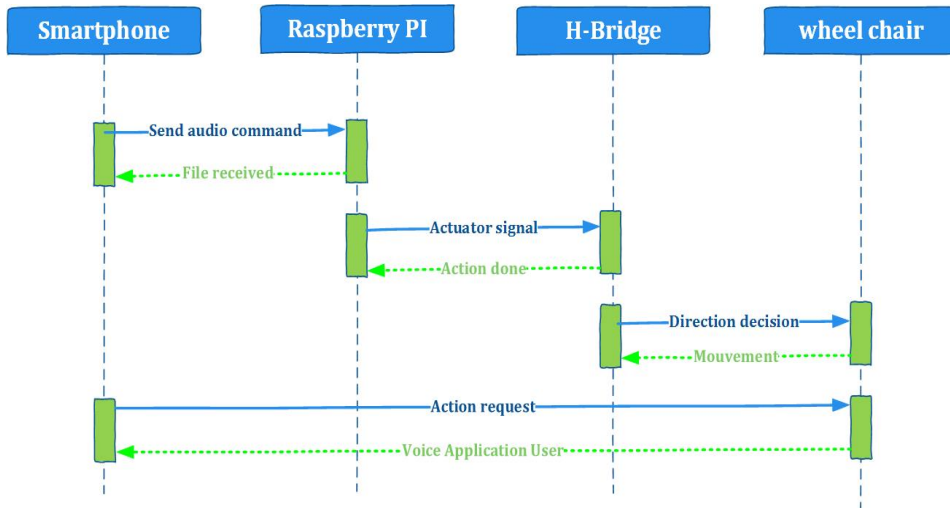 Smartphone
Raspberry PI
H-Bridge
wheel chair
Send audio command
File received
Actuator signal
Action done
Direction decision
Mouvement
Action request
Voice Application User